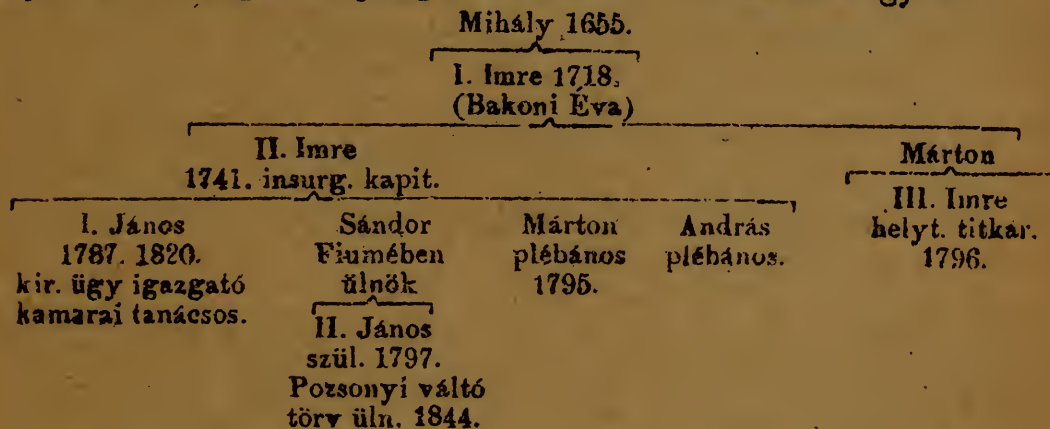 Mihály 1655.
I. Imre 1718.
(Bakoni Éva)
II. Imre
1741. insurg. kapit.
Márton
I. János
1787. 1820.
kir. ügy igazgató
kamarai tanácsos.
Sándor
Fiumében
ülnök
Márton
plébános
1795.
András
plébános.
III. Imre
helyt. titkár.
1796.
II. János
szül. 1797.
Pozsonyi váltó
törv üln. 1844.